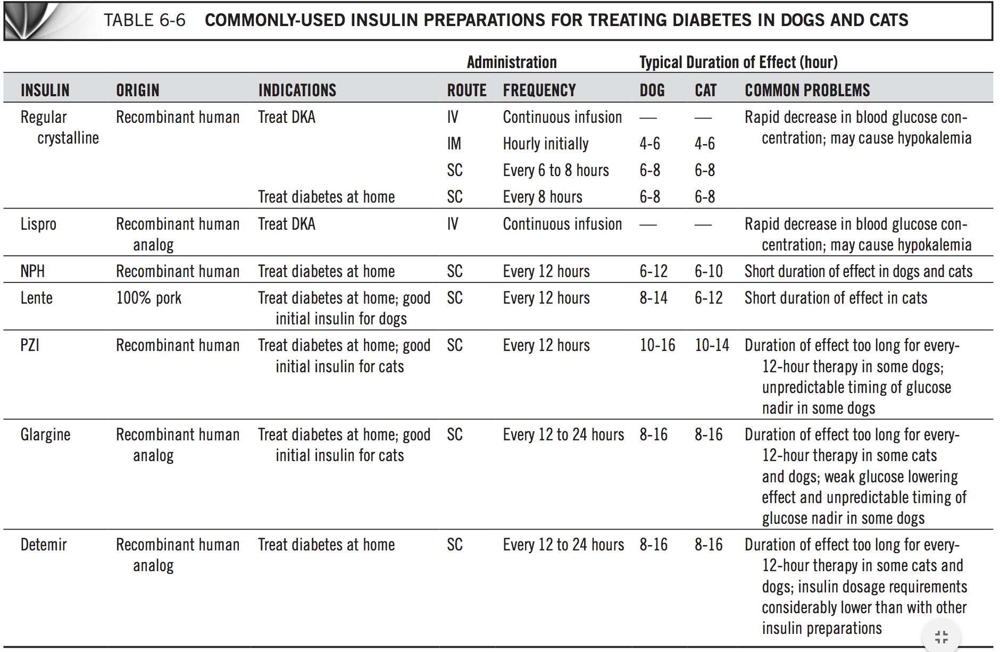 TABLE 6-6 COMMONLY-USED INSULIN PREPARATIONS FOR TREATING DIABETES IN DOGS AND CATS
Administration Typical Duration of Effect (hour)
INSULIN ORIGIN INDICATIONS ROUTE FREQUENCY DOG CAT COMMON PROBLEMS
Regular Recombinant human Treat DKA IV Continuous infusion — — Rapid decrease in blood glucose con-
crystalline centration; may cause hypokalemia
IM Hourly initially 4-6 4-6
SC Every 6 to 8 hours 6-8 6-8
Treat diabetes at home SC Every 8 hours 6-8 6-8
Lispro Recombinant human Treat DKA IV Continuous infusion — — Rapid decrease in blood glucose con-
analog centration; may cause hypokalemia
NPH Recombinant human Treat diabetes at home SC Every 12 hours 6-12 6-10 Short duration of effect in dogs and cats
Lente 100% pork Treat diabetes at home; good SC Every 12 hours 8-14 6-12 Short duration of effect in cats
initial insulin for dogs
PZI Recombinant human Treat diabetes at home; good SC Every 12 hours 10-16 10-14 Duration of effect too long for every-
initial insulin for cats 12-hour therapy in some dogs;
unpredictable timing of glucose
nadir in some dogs
Glargine Recombinant human Treat diabetes at home; good SC Every 12 to 24 hours 8-16 8-16 Duration of effect too long for every-
analog initial insulin for cats 12-hour therapy in some cats
and dogs; weak glucose lowering
effect and unpredictable timing of
glucose nadir in some dogs
Detemir Recombinant human Treat diabetes at home SC Every 12 to 24 hours 8-16 8-16 Duration of effect too long for every-
analog 12-hour therapy in some cats and
dogs; insulin dosage requirements
considerably lower than with other
insulin preparations